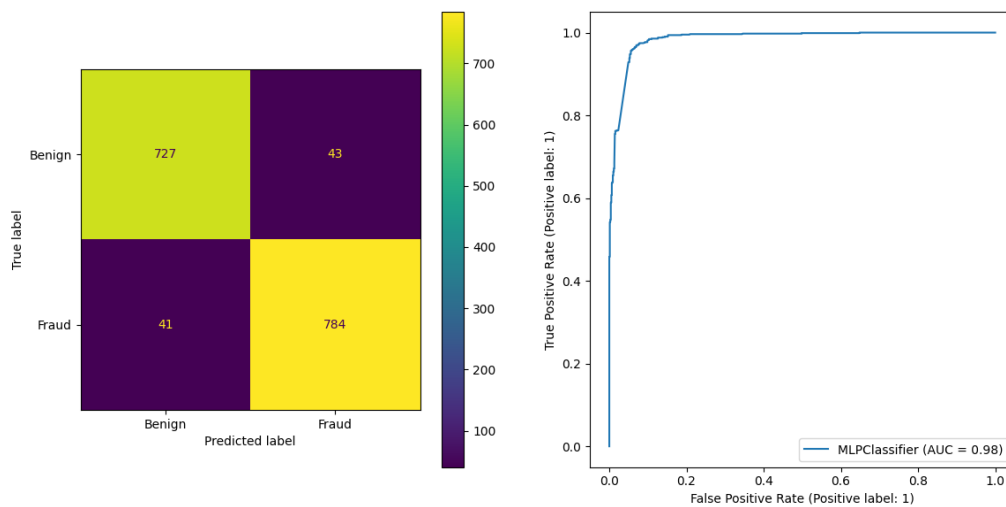 727
43
41
784
Benign
Fraud
True label
Benign
Fraud
Predicted label
700
600
500
400
300
200
100
1.0
0.8
0.6
0.4
0.2
0.0
True Positive Rate (Positive label: 1)
MLPClassifier (AUC = 0.98)
0.0
0.2
0.4
0.6
0.8
1.0
False Positive Rate (Positive label: 1)